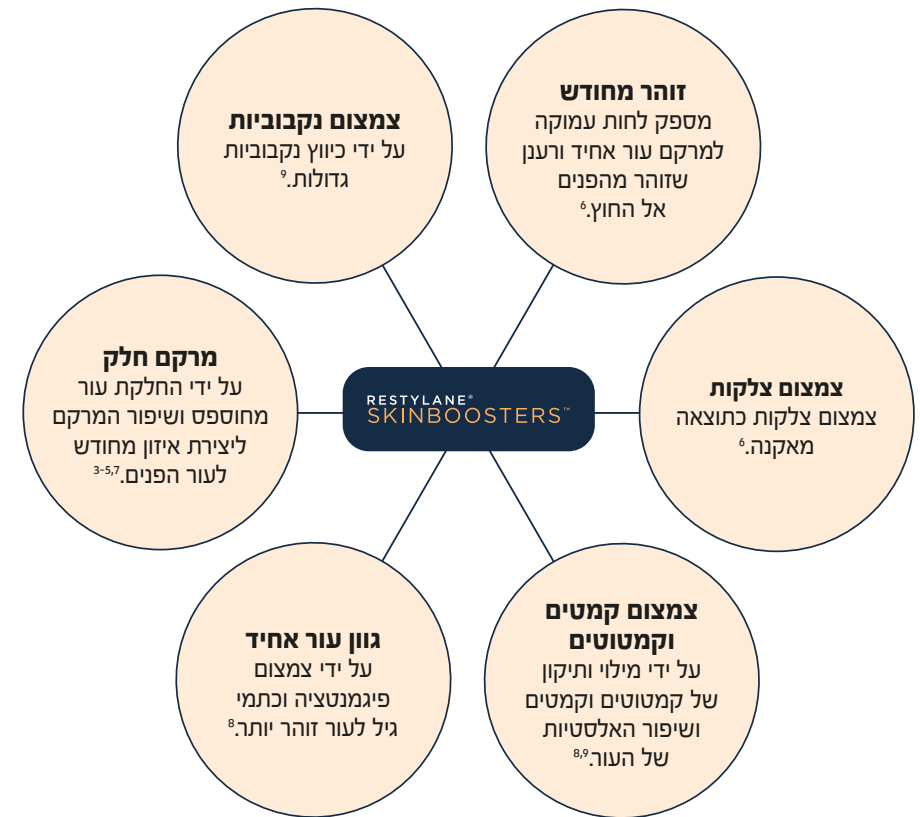 זוהר מחודש
מספק לחות עמוקה
למרקם עור אחיד ורענן
שזוהר מהפנים
אל החוץ.⁶
צמצום נקבוביות
על ידי כיווץ נקבוביות
גדולות.⁹
צמצום צלקות
צמצום צלקות כתוצאה
מאקנה.⁶
RESTYLANE®
SKINBOOSTERS™
מרקם חלק
על ידי החלקת עור
מחוספס ושיפור המרקם
ליצירת איזון מחודש
לעור הפנים.³⁻⁵,⁷
צמצום קמטים
וקמטוטים
על ידי מילוי ותיקון
של קמטוטים וקמטים
ושיפור האלסטיות
של העור.⁸,⁹
גוון עור אחיד
על ידי צמצום
פיגמנטציה וכתמי
גיל לעור זוהר יותר.⁸